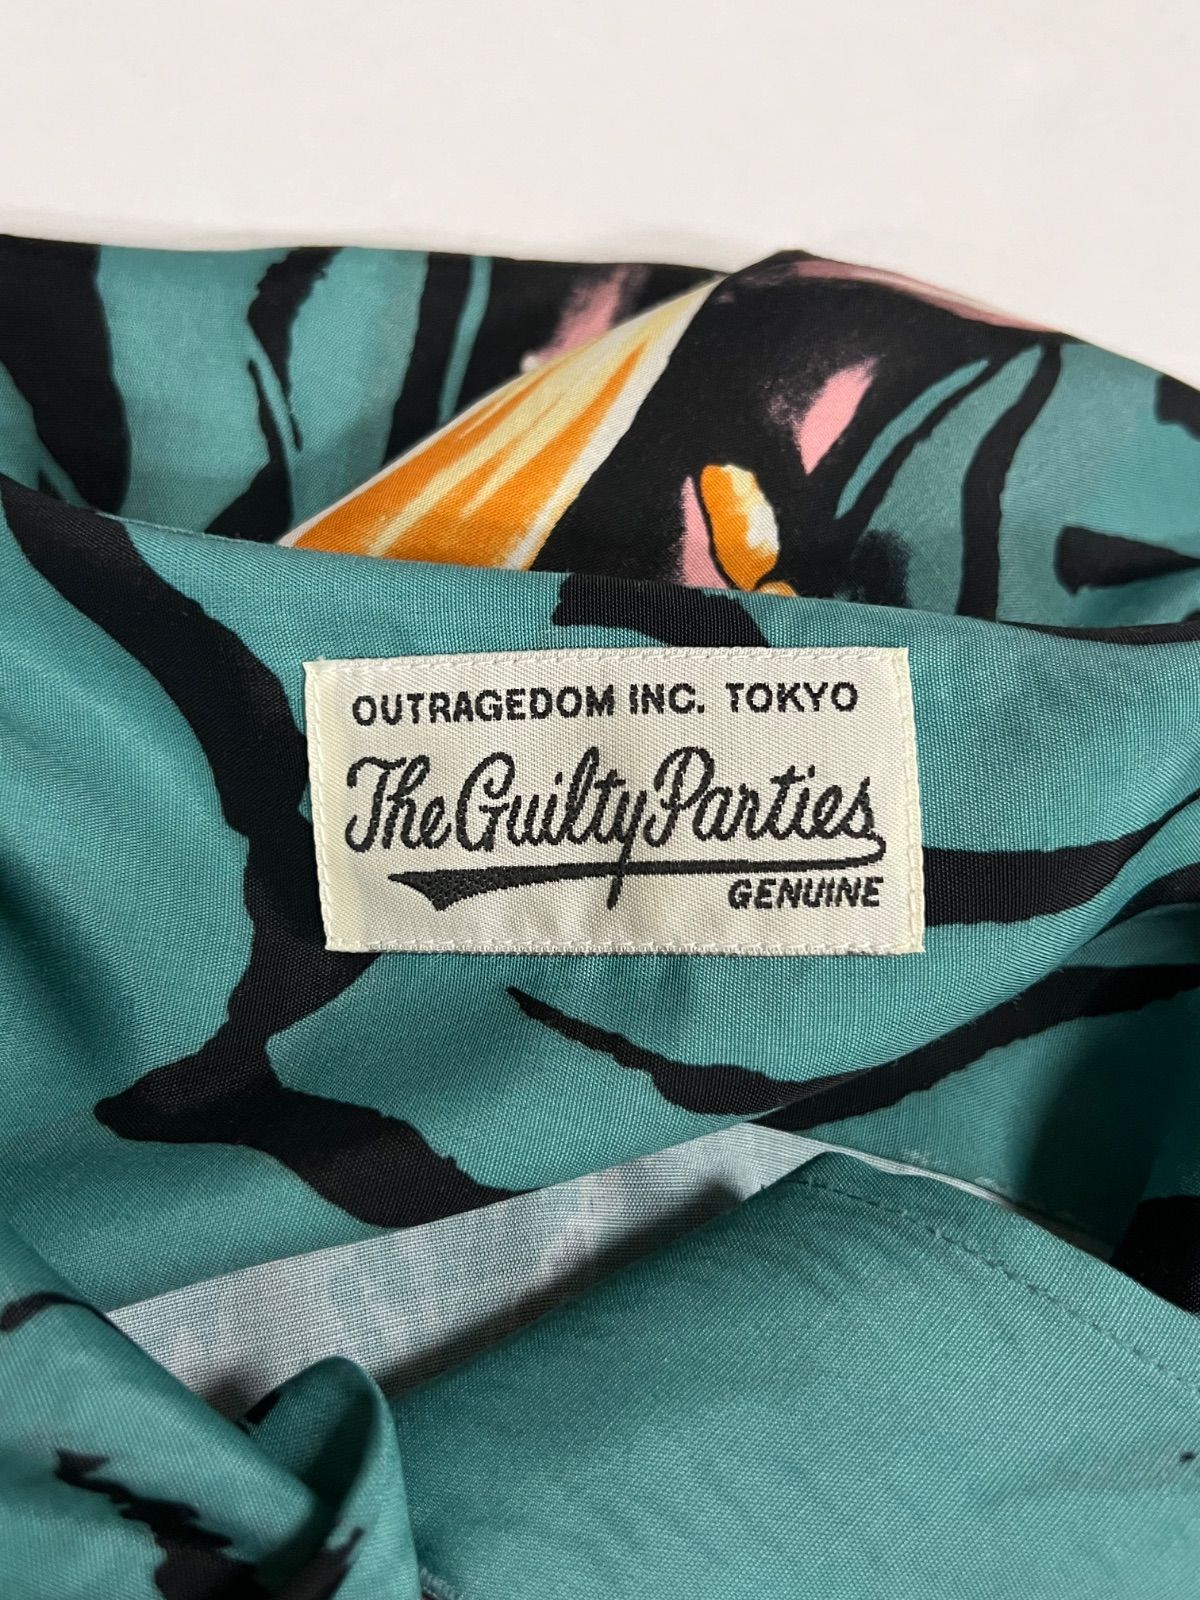 OUTRAGEDOM INC. TOKYO
The Guilty Parties
GENUINE